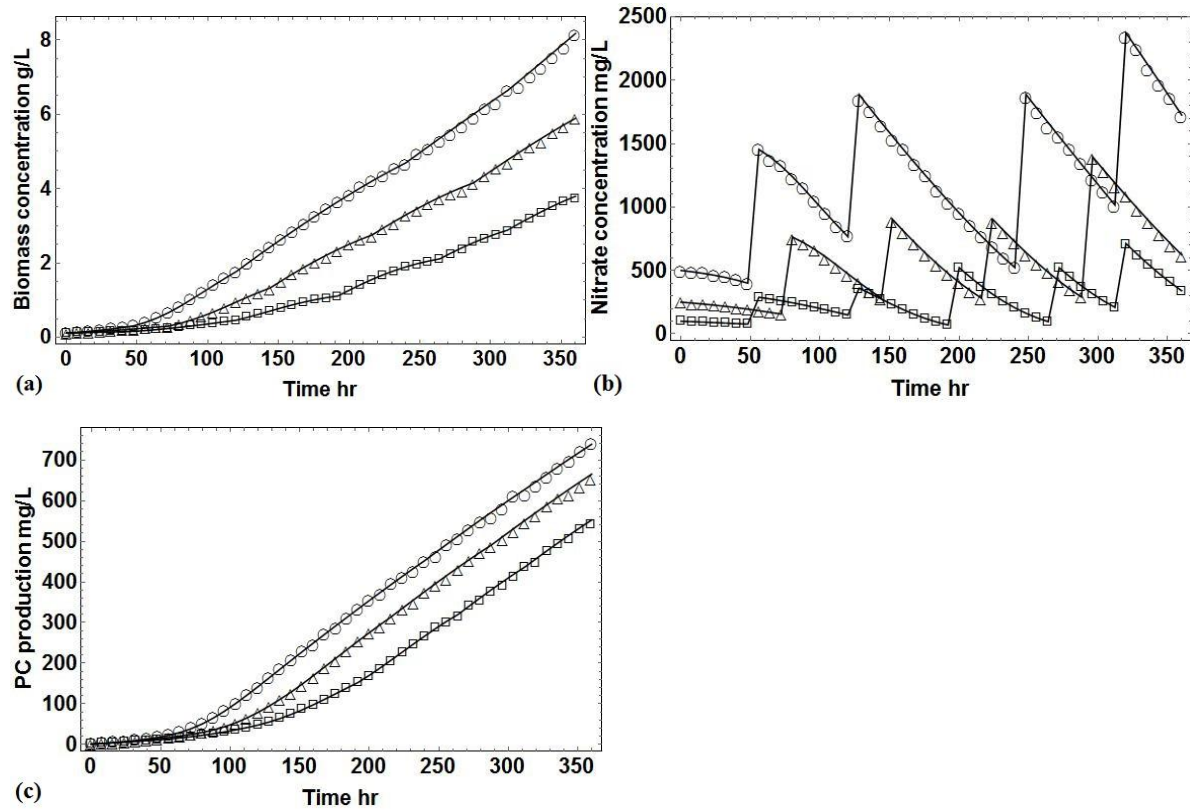 8
6
4
2
0
Biomass concentration g/L
0 50 100 150 200 250 300 350
Time hr
(a)
2500
2000
1500
1000
500
0
Nitrate concentration mg/L
0 50 100 150 200 250 300 350
Time hr
(b)
700
600
500
400
300
200
100
0
PC production mg/L
0 50 100 150 200 250 300 350
Time hr
(c)